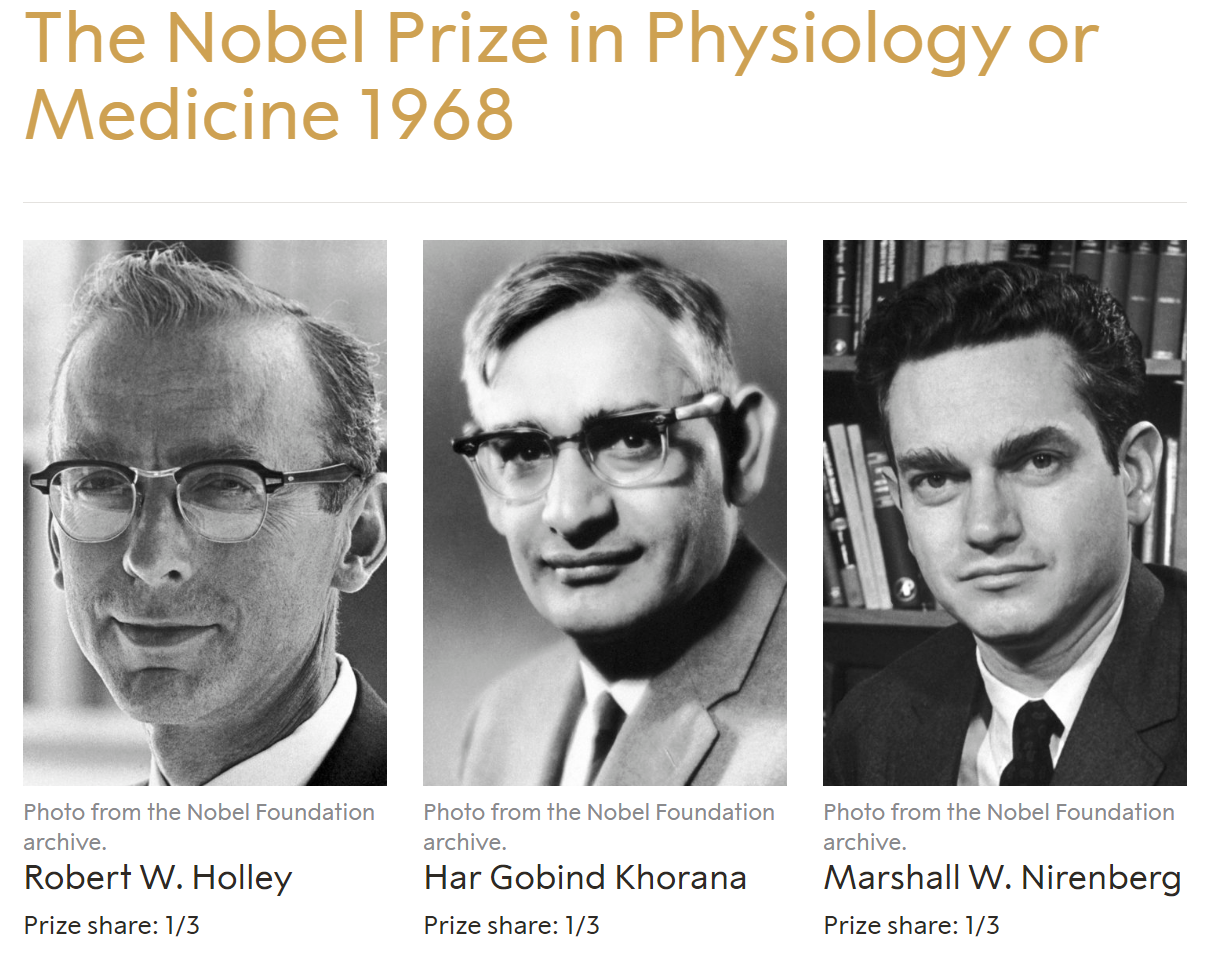 The Nobel Prize in Physiology or
Medicine 1968
Photo from the Nobel Foundation
archive.
Robert W. Holley
Prize share: 1/3
Photo from the Nobel Foundation
archive.
Har Gobind Khorana
Prize share: 1/3
Photo from the Nobel Foundation
archive.
Marshall W. Nirenberg
Prize share: 1/3